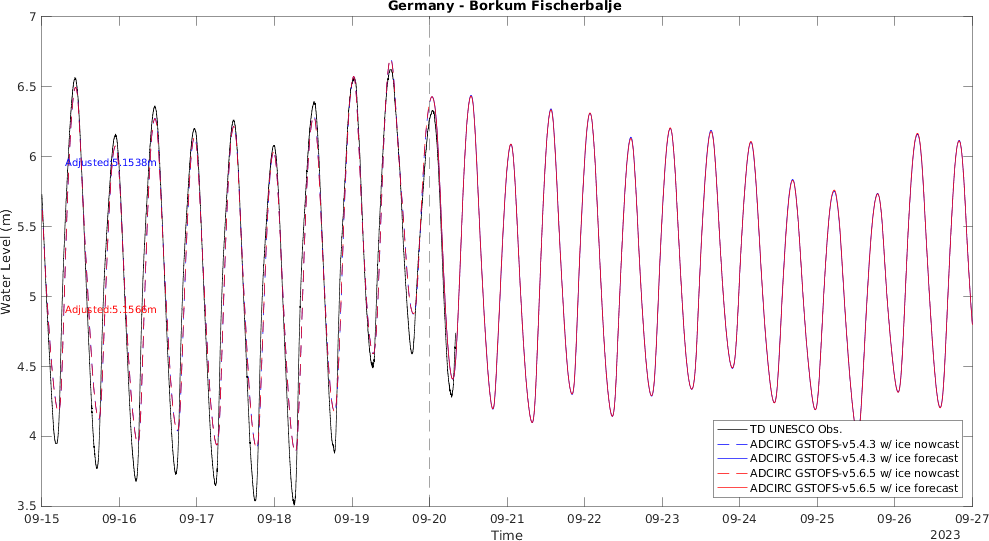 Germany - Borkum Fischerbalje
Water Level (m)
7
6.5
6
5.5
5
4.5
4
3.5
Adjusted:5.1538m
Adjusted:5.1566m
TD UNESCO Obs.
ADCIRC GSTOFS-v5.4.3 w/ ice nowcast
ADCIRC GSTOFS-v5.4.3 w/ ice forecast
ADCIRC GSTOFS-v5.6.5 w/ ice nowcast
ADCIRC GSTOFS-v5.6.5 w/ ice forecast
09-15 09-16 09-17 09-18 09-19 09-20 09-21 09-22 09-23 09-24 09-25 09-26 09-27
Time
2023